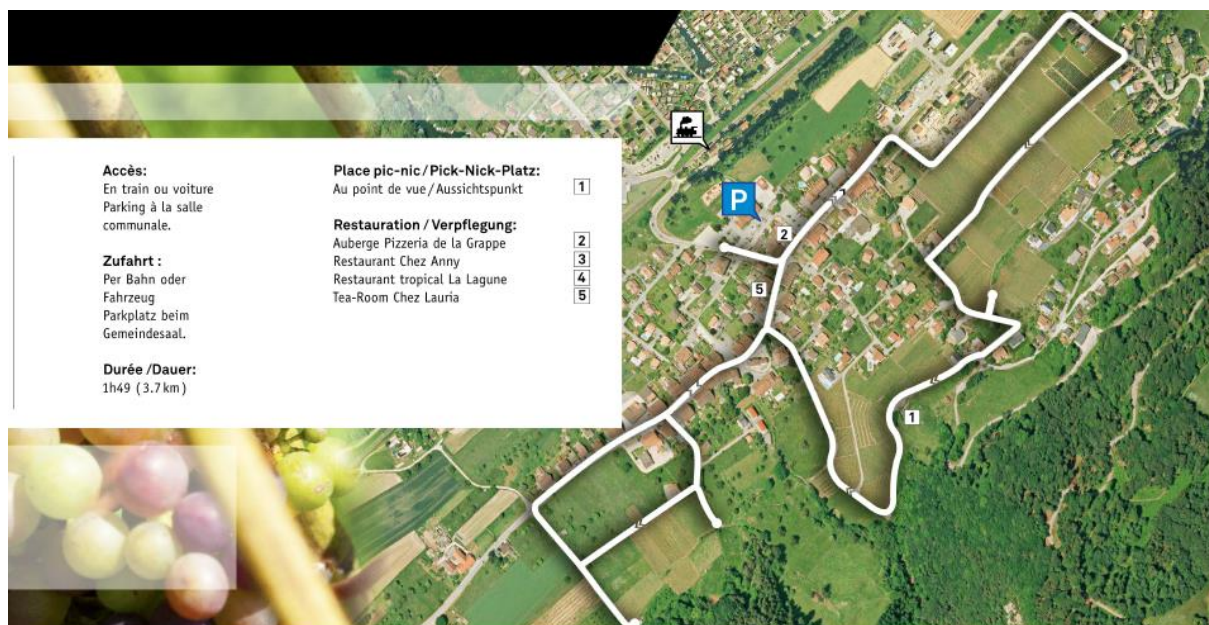 Accès:
En train ou voiture
Parking à la salle
communale.
Zufahrt :
Per Bahn oder
Fahrzeug
Parkplatz beim
Gemeindesaal.
Durée /Dauer:
1h49 (3.7 km)
Place pic-nic / Pick-Nick-Platz:
Au point de vue / Aussichtspunkt 1
Restauration / Verpflegung:
Auberge Pizzeria de la Grappe 2
Restaurant Chez Anny 3
Restaurant tropical La Lagune 4
Tea-Room Chez Lauria 5
P
2
5
1